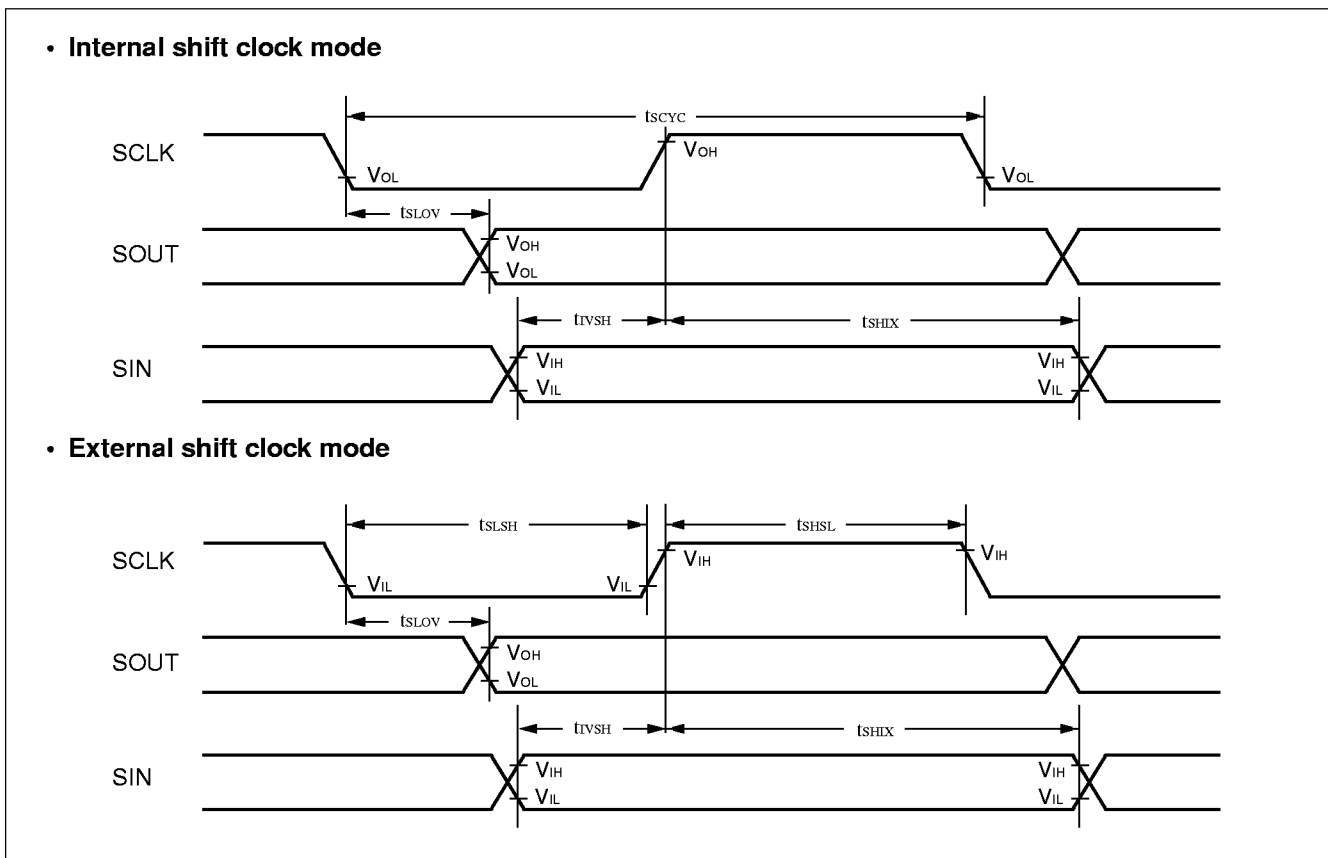 • Internal shift clock mode
tSCYC
SCLK
VOH
VOL
VOL
tSLOV
SOUT
VOH
VOL
tIVSH
tSHIX
SIN
VIH
VIH
VIL
VIL
• External shift clock mode
tSLSH
tSHSL
SCLK
VIH
VIH
VIL
VIL
tSLOV
SOUT
VOH
VOL
tIVSH
tSHIX
SIN
VIH
VIH
VIL
VIL